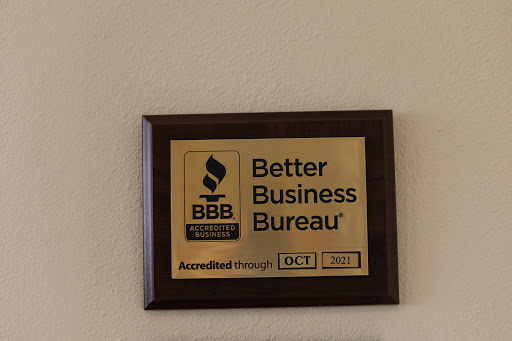 BBB®
ACCREDITED
BUSINESS
Better
Business
Bureau®
Accredited through OCT 2021